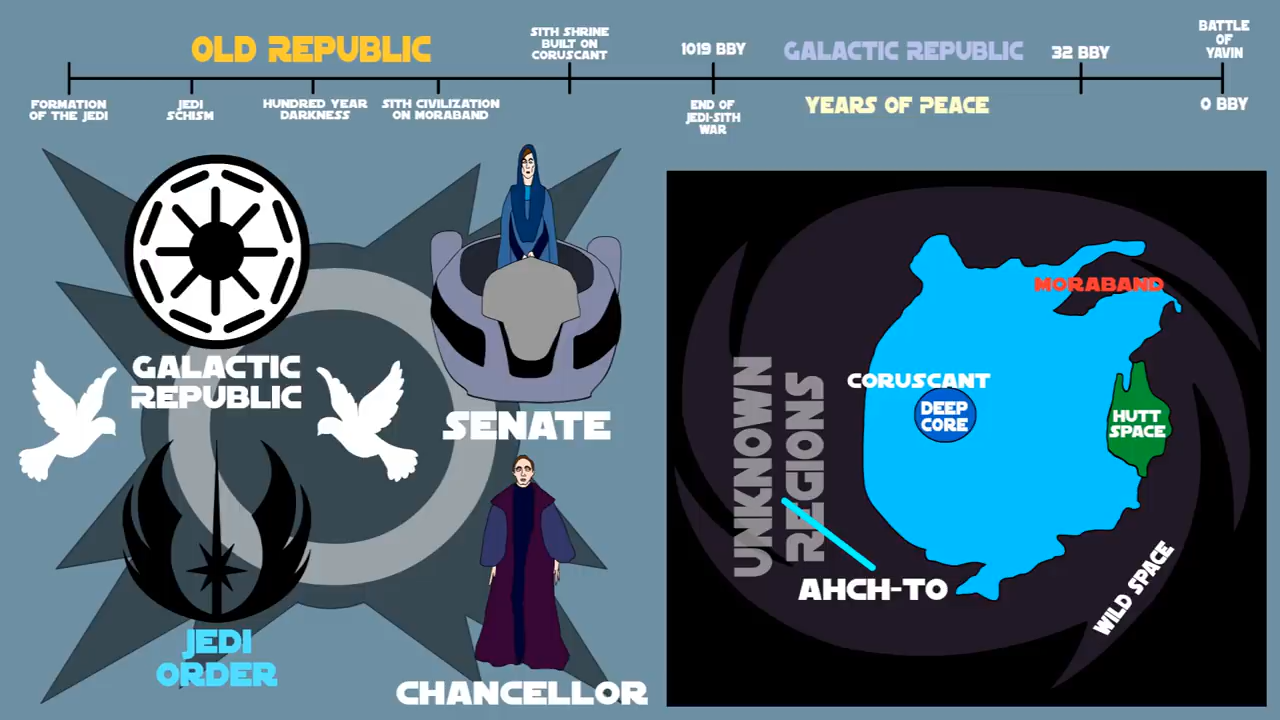 OLD REPUBLIC
SITH SHRINE
BUILT ON
CORUSCANT
1019 BBY
GALACTIC REPUBLIC
32 BBY
BATTLE
OF
YAVIN
FORMATION
OF THE JEDI
JEDI
SCHISM
HUNDRED YEAR
DARKNESS
SITH CIVILIZATION
ON MORABAND
END OF
JEDI-SITH
WAR
YEARS OF PEACE
0 BBY
GALACTIC
REPUBLIC
SENATE
JEDI
ORDER
CHANCELLOR
MORABAND
CORUSCANT
DEEP
CORE
HUTT
SPACE
UNKNOWN
REGIONS
AHCH-TO
WILD SPACE